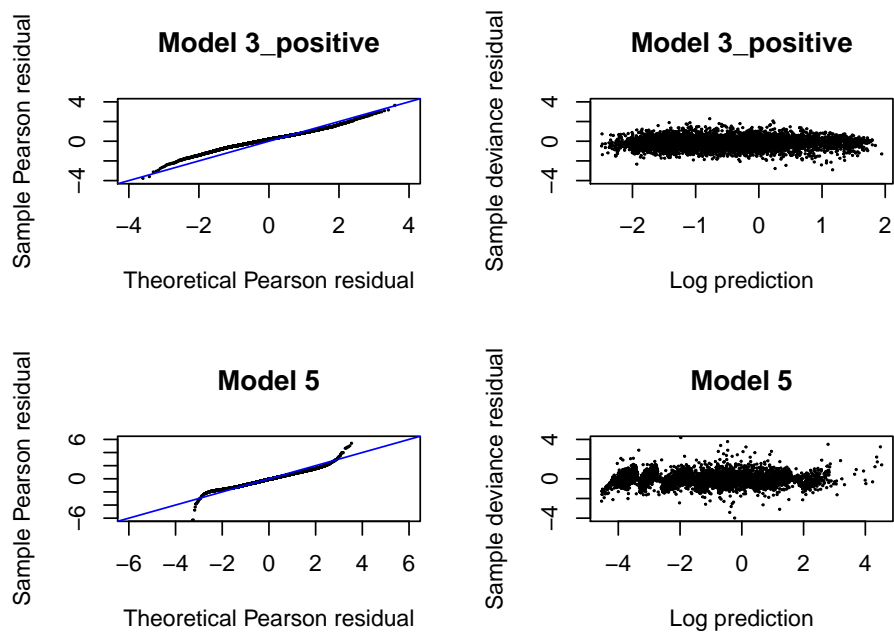 Model 3_positive
Sample Pearson residual
4
0
−4
−4 −2 0 2 4
Theoretical Pearson residual
Model 3_positive
Sample deviance residual
4
0
−4
−2 −1 0 1 2
Log prediction
Model 5
Sample Pearson residual
6
0
−6
−6 −4 −2 0 2 4 6
Theoretical Pearson residual
Model 5
Sample deviance residual
4
0
−4
−4 −2 0 2 4
Log prediction